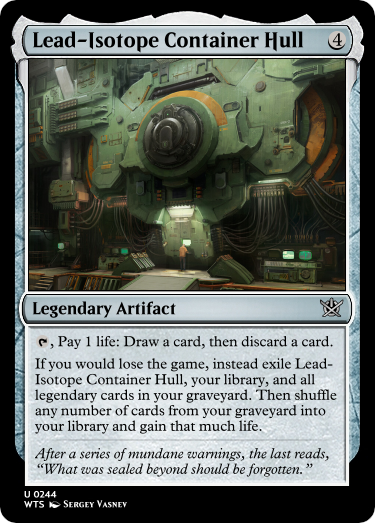 Lead-Isotope Container Hull 4
Legendary Artifact
, Pay 1 life: Draw a card, then discard a card.
If you would lose the game, instead exile Lead-
Isotope Container Hull, your library, and all
legendary cards in your graveyard. Then shuffle
any number of cards from your graveyard into
your library and gain that much life.
After a series of mundane warnings, the last reads,
“What was sealed beyond should be forgotten.”
U 0244
WTS Sergey Vasnev